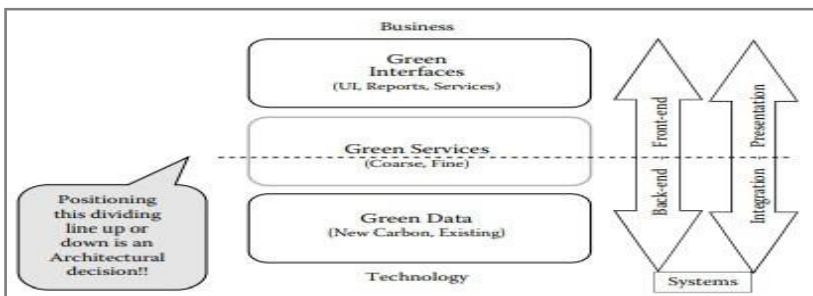 Business
Green
Interfaces
(UI, Reports, Services)
Green Services
(Coarse, Fine)
Green Data
(New Carbon, Existing)
Technology
Positioning
this dividing
line up or
down is an
Architectural
decision!!
Back-end Front-end
Integration Presentation
Systems